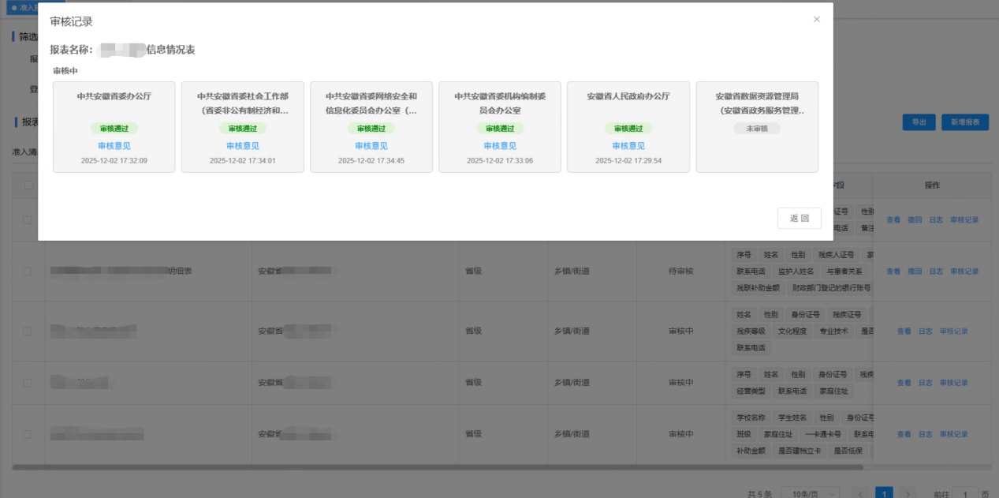 准入
审核记录
筛选
报表名称：
信息情况表
报
审核中
登
中共安徽省委办公厅
审核通过
审核意见
2025-12-02 17:32:09
中共安徽省委社会工作部
（省委非公有制经济和...
审核通过
审核意见
2025-12-02 17:34:01
中共安徽省委网络安全和
信息化委员会办公室（...
审核通过
审核意见
2025-12-02 17:34:45
中共安徽省委机构编制委
员会办公室
审核通过
审核意见
2025-12-02 17:33:06
安徽省人民政府办公厅
审核通过
审核意见
2025-12-02 17:29:54
安徽省数据资源管理局
（安徽省政务服务管理..
未审核
返回
报表
导出 新增报表
准入清
字段 操作
证号 性别
电话 备注
查看 撤回 日志 审核记录
明细表 安徽省 省级 乡镇/街道 待审核
序号 姓名 性别 残疾人证号 家
联系电话 监护人姓名 与患者关系
残联补助金额 财政部门登记的银行账号
查看 撤回 日志 审核记录
安徽省 省级 乡镇/街道 审核中
姓名 性别 身份证号 残疾证号
残疾等级 文化程度 专业技术 是否
联系电话
查看 日志 审核记录
安徽省 省级 乡镇/街道 审核中
序号 姓名 性别 身份证号 残疾
经营类型 联系电话 家庭住址
查看 日志 审核记录
安徽省 省级 乡镇/街道 审核中
学校名称 学生姓名 性别 身份证号
班级 家庭住址 一卡通卡号 联系电
补助金额 是否建档立卡 是否低保
查看 日志 审核记录
共 5 条 10条/页 1 前往 1 页